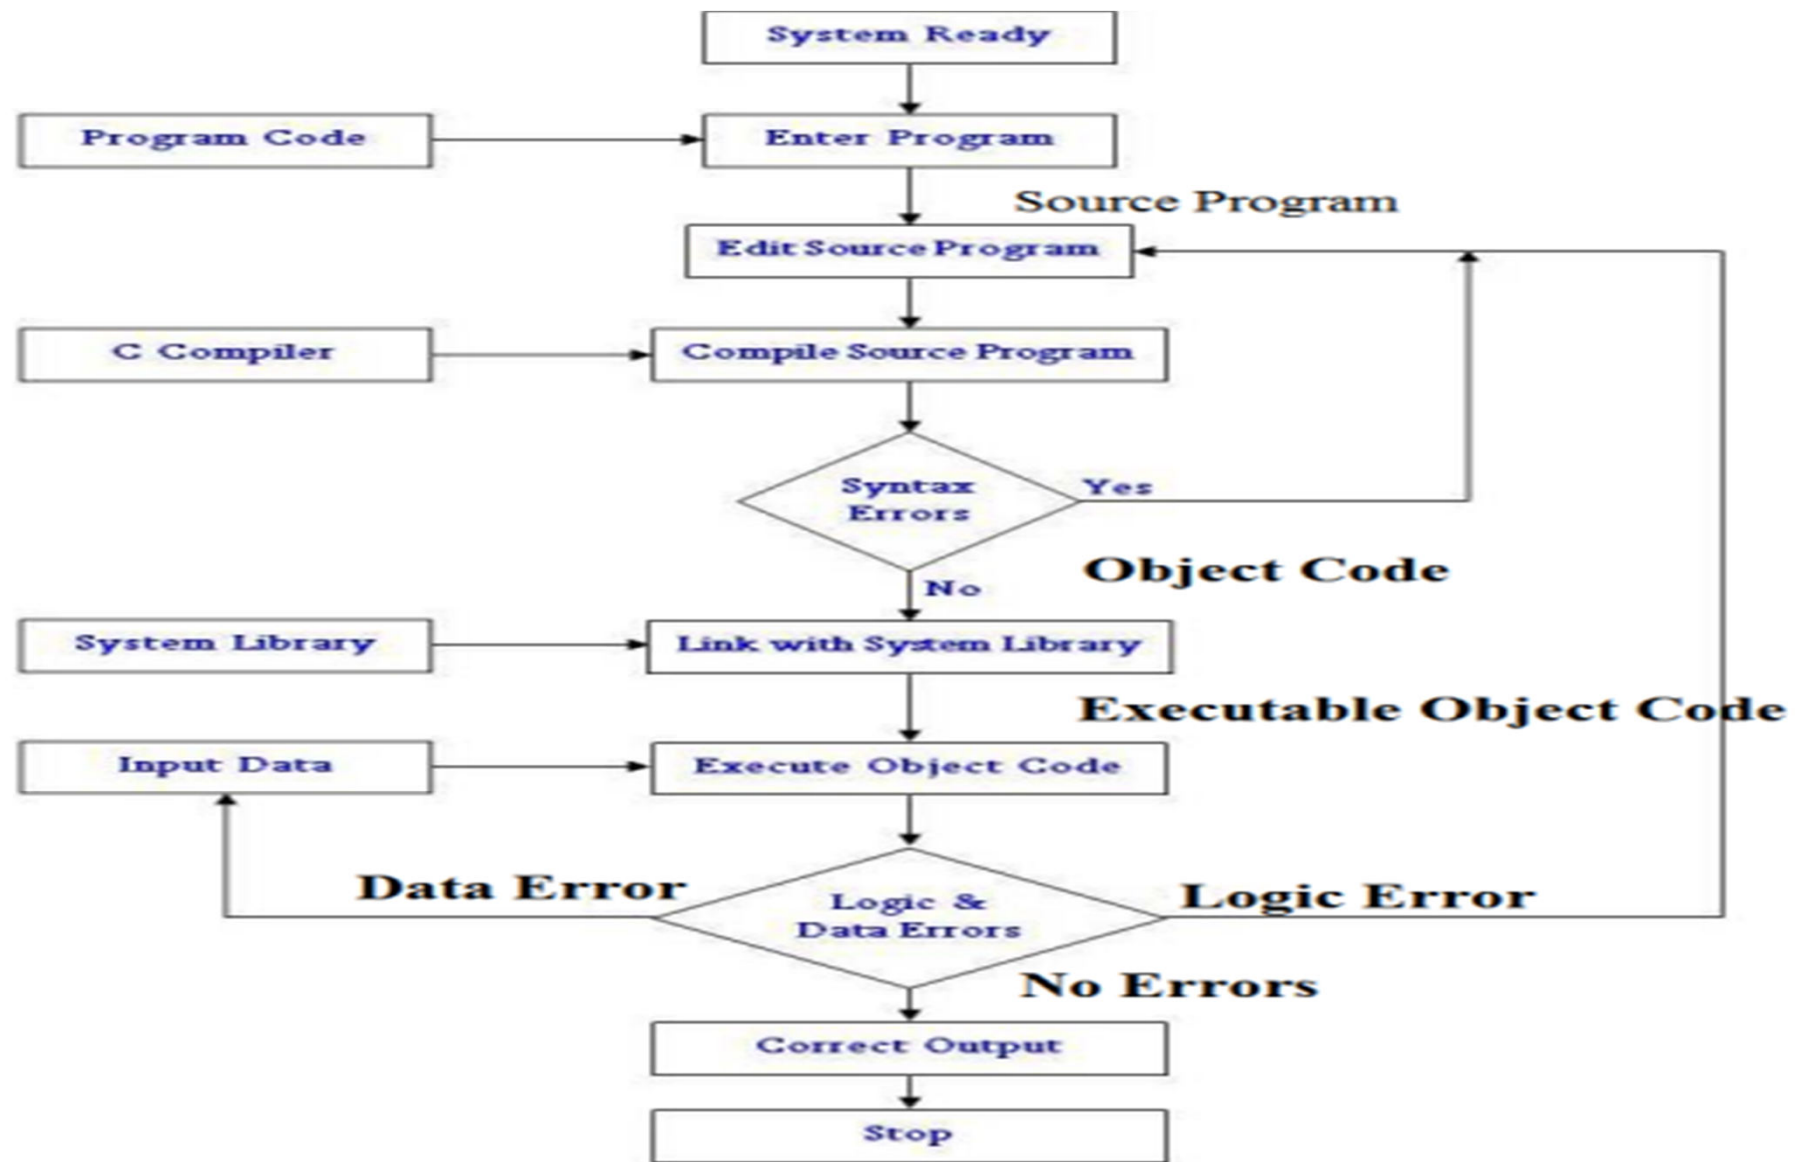 System Ready
Program Code
Enter Program
Source Program
Edit Source Program
C Compiler
Compile Source Program
Syntax
Errors
Yes
Object Code
No
System Library
Link with System Library
Executable Object Code
Input Data
Execute Object Code
Data Error
Logic &
Data Errors
Logic Error
No Errors
Correct Output
Stop